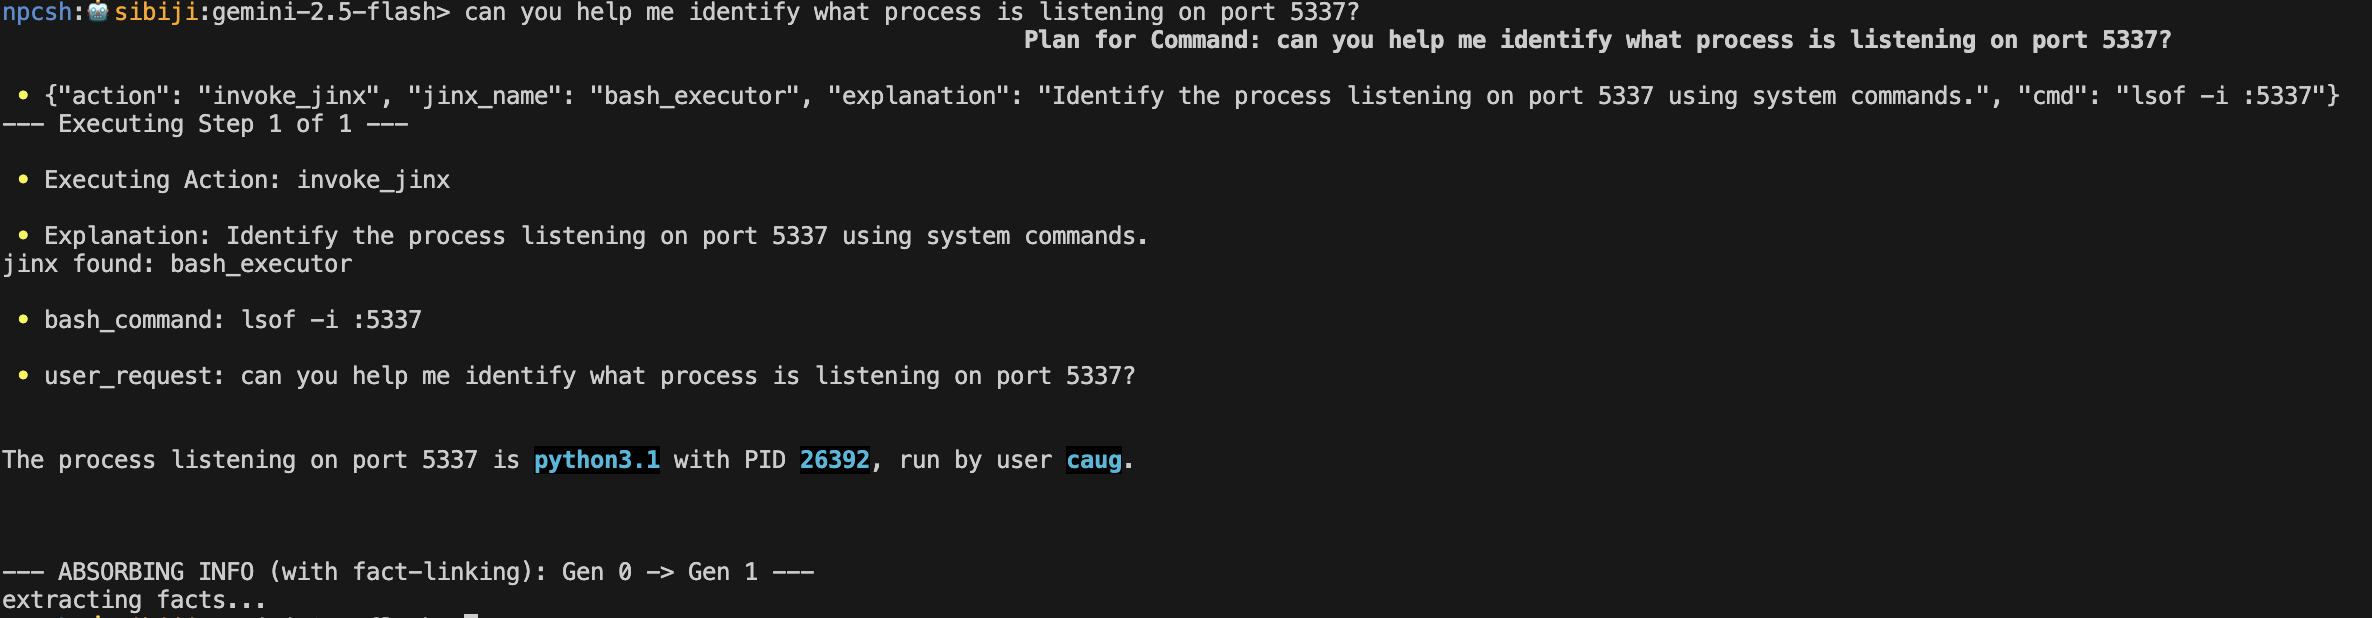 npcsh:🤖sibiji:gemini-2.5-flash> can you help me identify what process is listening on port 5337?
Plan for Command: can you help me identify what process is listening on port 5337?
• {"action": "invoke_jinx", "jinx_name": "bash_executor", "explanation": "Identify the process listening on port 5337 using system commands.", "cmd": "lsof -i :5337"}
--- Executing Step 1 of 1 ---
• Executing Action: invoke_jinx
• Explanation: Identify the process listening on port 5337 using system commands.
jinx found: bash_executor
• bash_command: lsof -i :5337
• user_request: can you help me identify what process is listening on port 5337?
The process listening on port 5337 is python3.1 with PID 26392, run by user caug.
--- ABSORBING INFO (with fact-linking): Gen 0 -> Gen 1 ---
extracting facts...